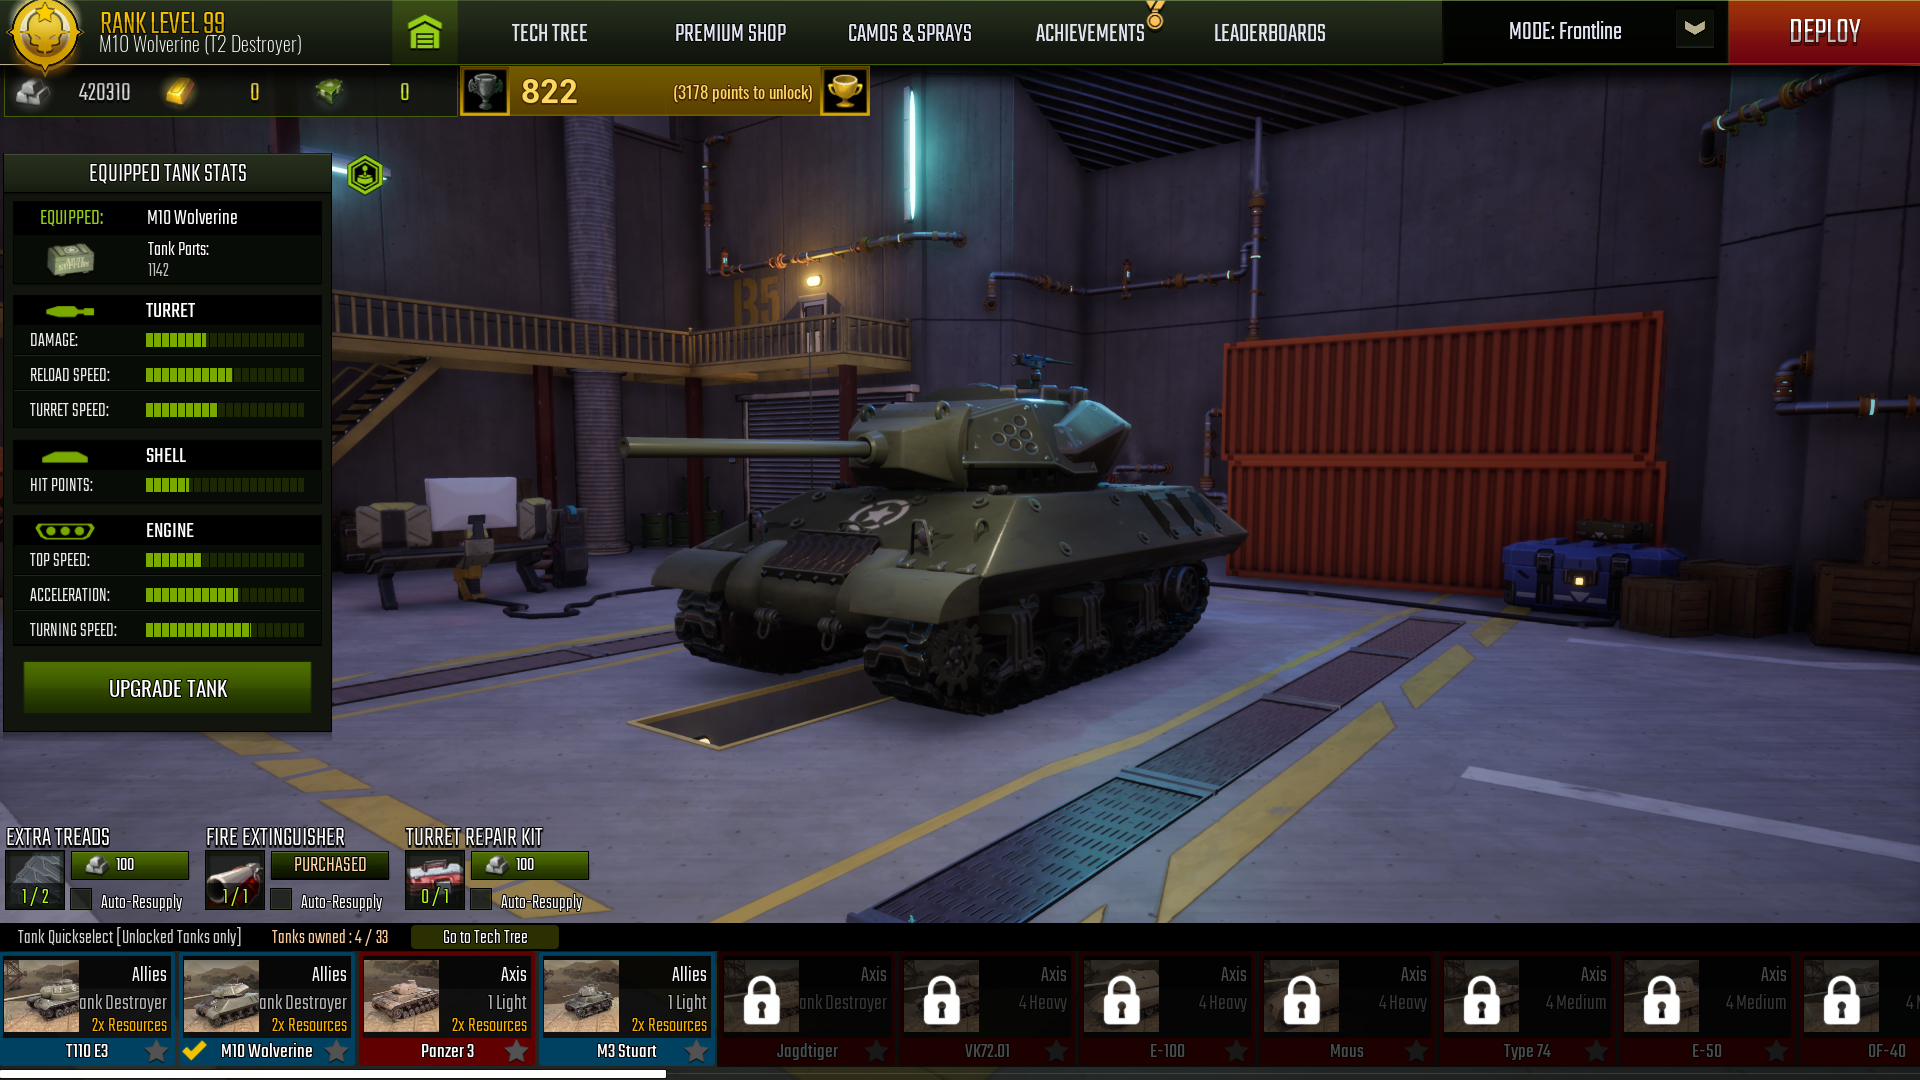 RANK LEVEL 99
M10 Wolverine (T2 Destroyer)
TECH TREE
PREMIUM SHOP
CAMOS & SPRAYS
ACHIEVEMENTS
LEADERBOARDS
MODE: Frontline
DEPLOY
420310
0
0
822
(3178 points to unlock)
EQUIPPED TANK STATS
EQUIPPED:
M10 Wolverine
Tank Parts:
1142
TURRET
DAMAGE:
RELOAD SPEED:
TURRET SPEED:
SHELL
HIT POINTS:
ENGINE
TOP SPEED:
ACCELERATION:
TURNING SPEED:
UPGRADE TANK
B5
EXTRA TREADS
100
1 / 2
Auto-Resupply
FIRE EXTINGUISHER
PURCHASED
1 / 1
Auto-Resupply
TURRET REPAIR KIT
100
0 / 1
Auto-Resupply
Tank Quickselect [Unlocked Tanks only]
Tanks owned : 4 / 33
Go to Tech Tree
Allies
ank Destroyer
2x Resources
T110 E3
Allies
ank Destroyer
2x Resources
M10 Wolverine
Axis
1 Light
2x Resources
Panzer 3
Allies
1 Light
2x Resources
M3 Stuart
Axis
ank Destroyer
Jagdtiger
Axis
4 Heavy
VK72.01
Axis
4 Heavy
E-100
Axis
4 Heavy
Maus
Axis
4 Medium
Type 74
Axis
4 Medium
E-50
4 M
OF-40